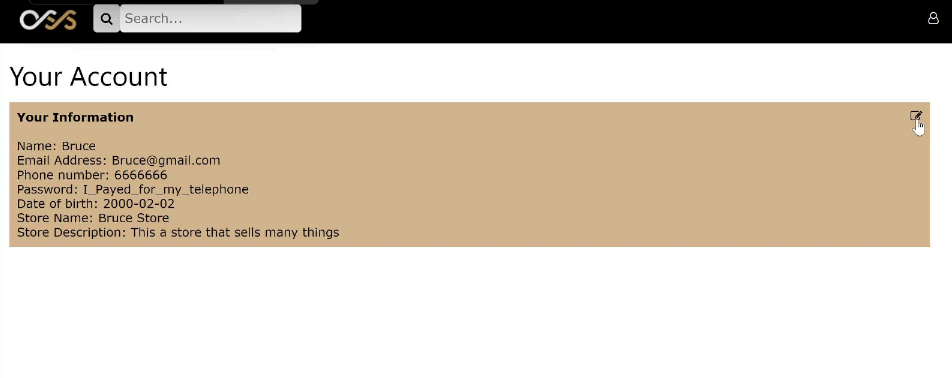 OSYS
Search...
Your Account
Your Information
Name: Bruce
Email Address: Bruce@gmail.com
Phone number: 6666666
Password: I_Payed_for_my_telephone
Date of birth: 2000-02-02
Store Name: Bruce Store
Store Description: This a store that sells many things